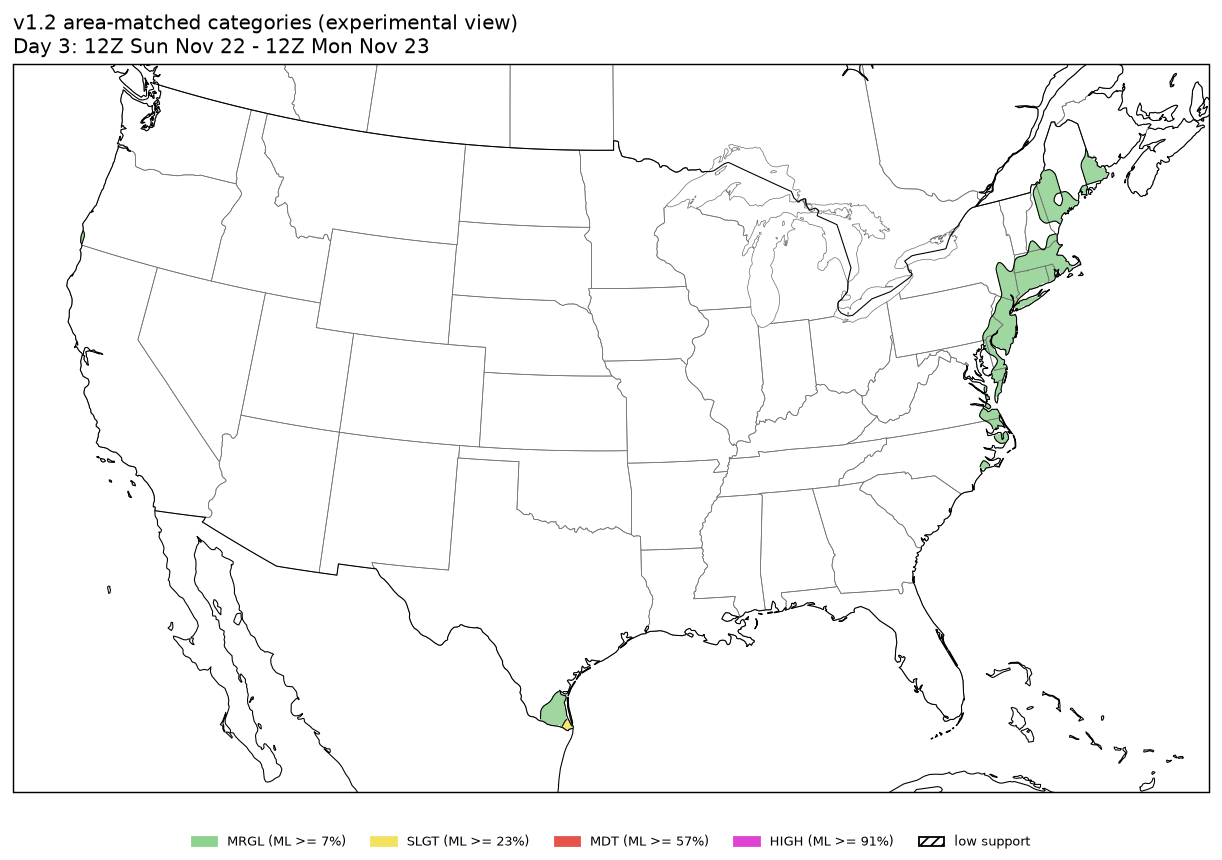 v1.2 area-matched categories (experimental view)
Day 3: 12Z Sun Nov 22 - 12Z Mon Nov 23
MRGL (ML >= 7%) SLGT (ML >= 23%) MDT (ML >= 57%) HIGH (ML >= 91%) low support